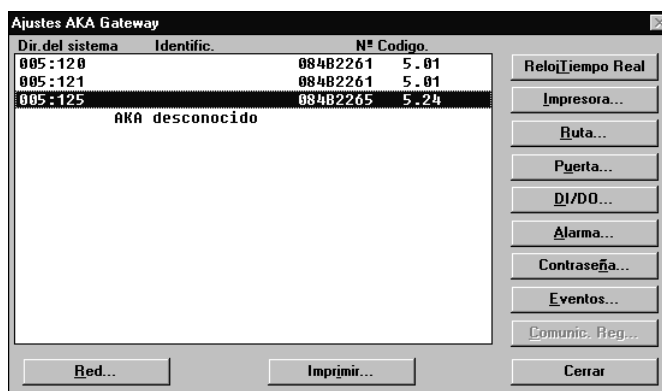 Ajustes AKA Gateway
Dir.del sistema Identific. Nº Codigo.
005:120 084B2261 5.01
005:121 084B2261 5.01
005:125 084B2265 5.24
AKA desconocido
RelojTiempo Real
Impresora...
Ruta...
Puerta...
DI/DO...
Alarma...
Contraseña...
Eventos...
Comunic. Reg...
Red... Imprimir... Cerrar